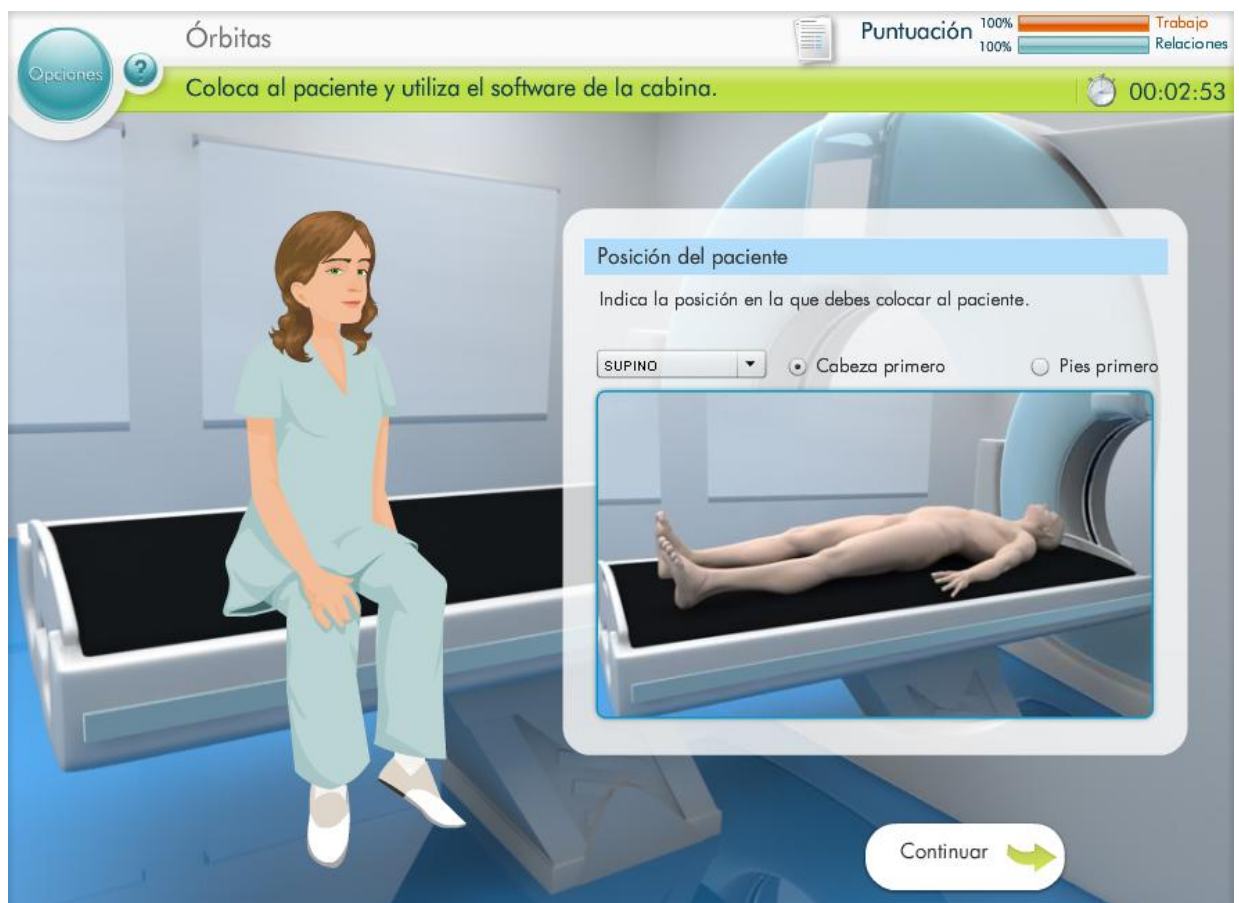 Opciones
?
Órbitas
Puntuación
100% Trabajo
100% Relaciones
Coloca al paciente y utiliza el software de la cabina.
00:02:53
Posición del paciente
Indica la posición en la que debes colocar al paciente.
SUPINO
Cabeza primero
Pies primero
Continuar